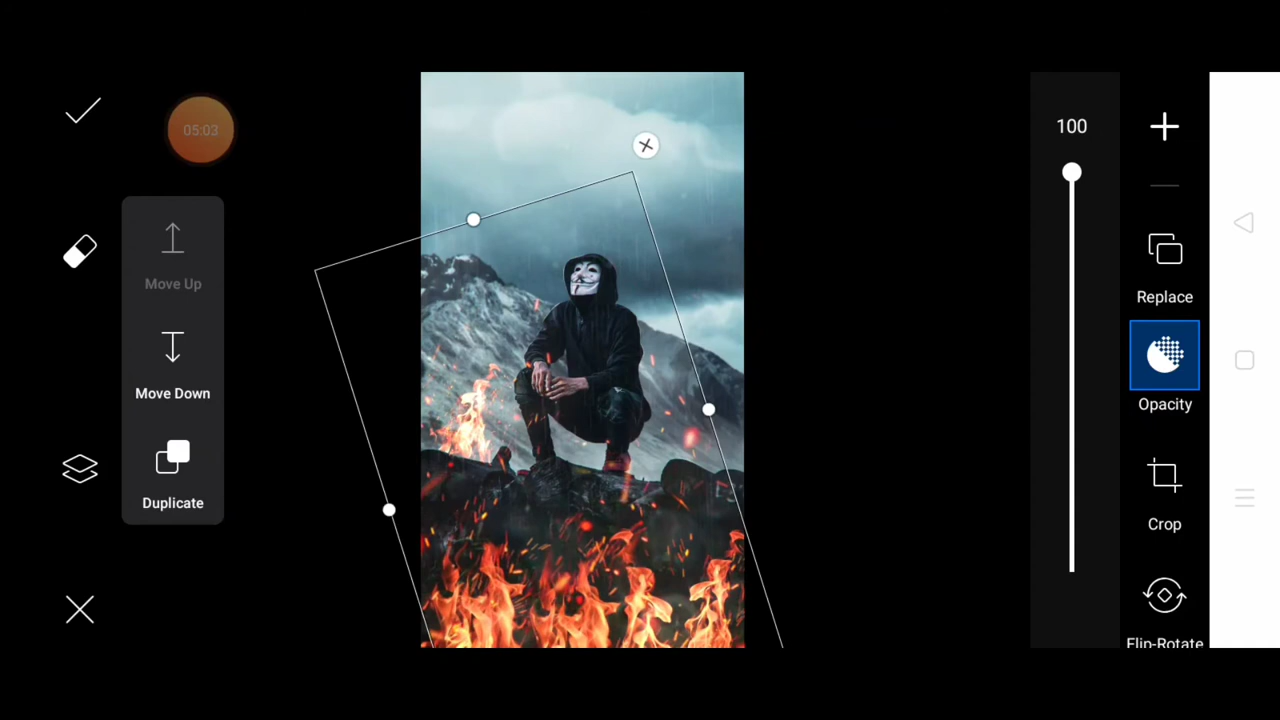 05:03
Move Up
Move Down
Duplicate
100
Replace
Opacity
Crop
Flip-Rotate